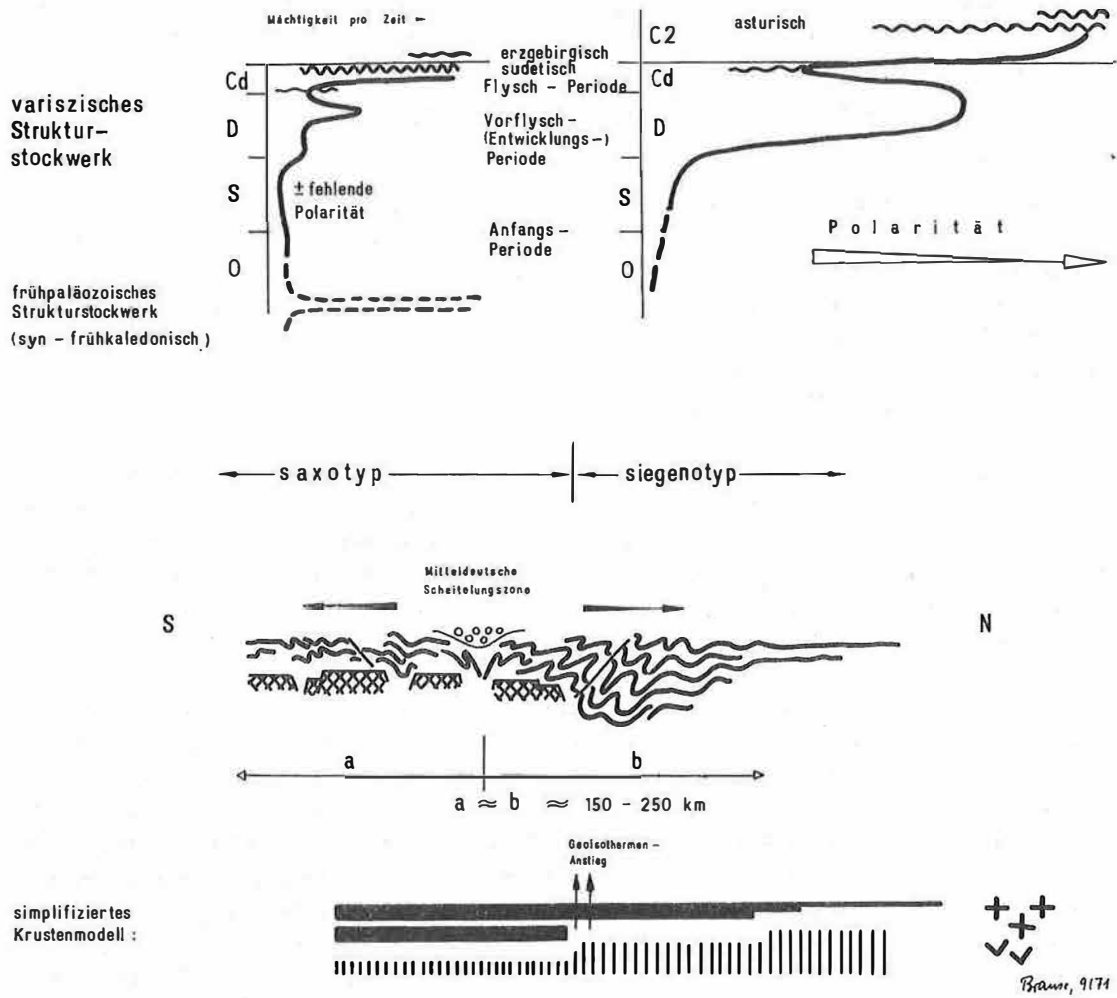 Mächtigkeit pro Zeit
variszisches
Struktur-
stockwerk
Cd
D
S
O
± fehlende
Polarität
frühpaläozoisches
Strukturstockwerk
(syn - frühkaledonisch)
erzgebirgisch
sudetisch
Flysch - Periode
Vorflysch -
(Entwicklungs-)
Periode
Anfangs -
Periode
C2
Cd
D
S
O
asturisch
Polarität
saxotyp
siegenotyp
Mitteldeutsche
Scheitelungszone
S
N
a
b
a ≈ b ≈ 150 - 250 km
Geoisothermen -
Anstieg
simplifiziertes
Krustenmodell :
Brause, 9171